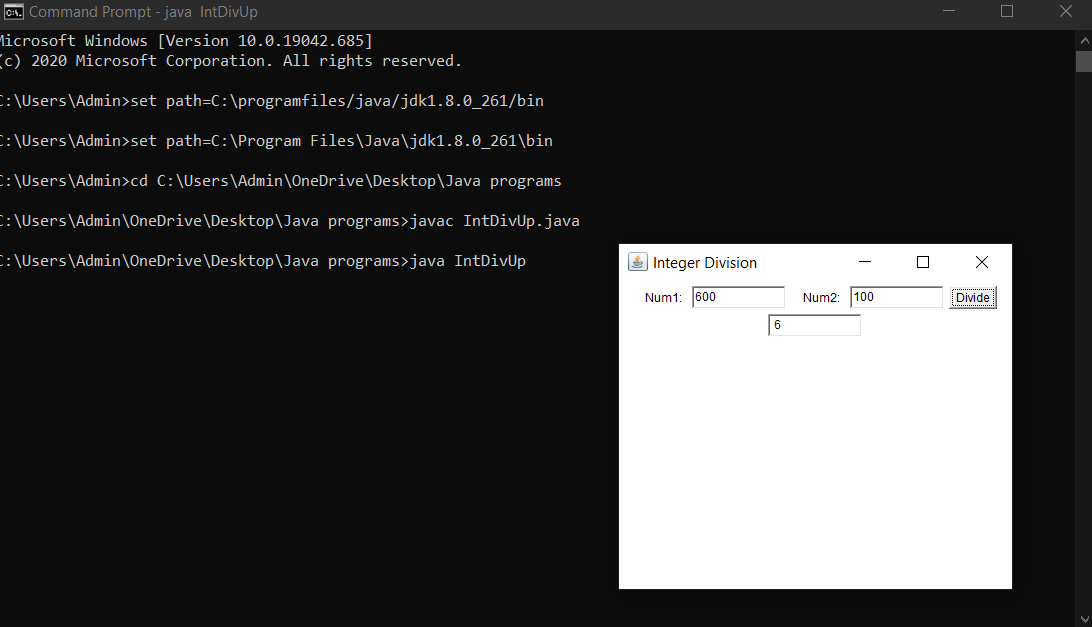 Command Prompt - java  IntDivUp
Microsoft Windows [Version 10.0.19042.685]
(c) 2020 Microsoft Corporation. All rights reserved.
C:\Users\Admin>set path=C:\programfiles/java/jdk1.8.0_261/bin
C:\Users\Admin>set path=C:\Program Files\Java\jdk1.8.0_261\bin
C:\Users\Admin>cd C:\Users\Admin\OneDrive\Desktop\Java programs
C:\Users\Admin\OneDrive\Desktop\Java programs>javac IntDivUp.java
C:\Users\Admin\OneDrive\Desktop\Java programs>java IntDivUp
Integer Division
Num1: 600 Num2: 100 Divide
6